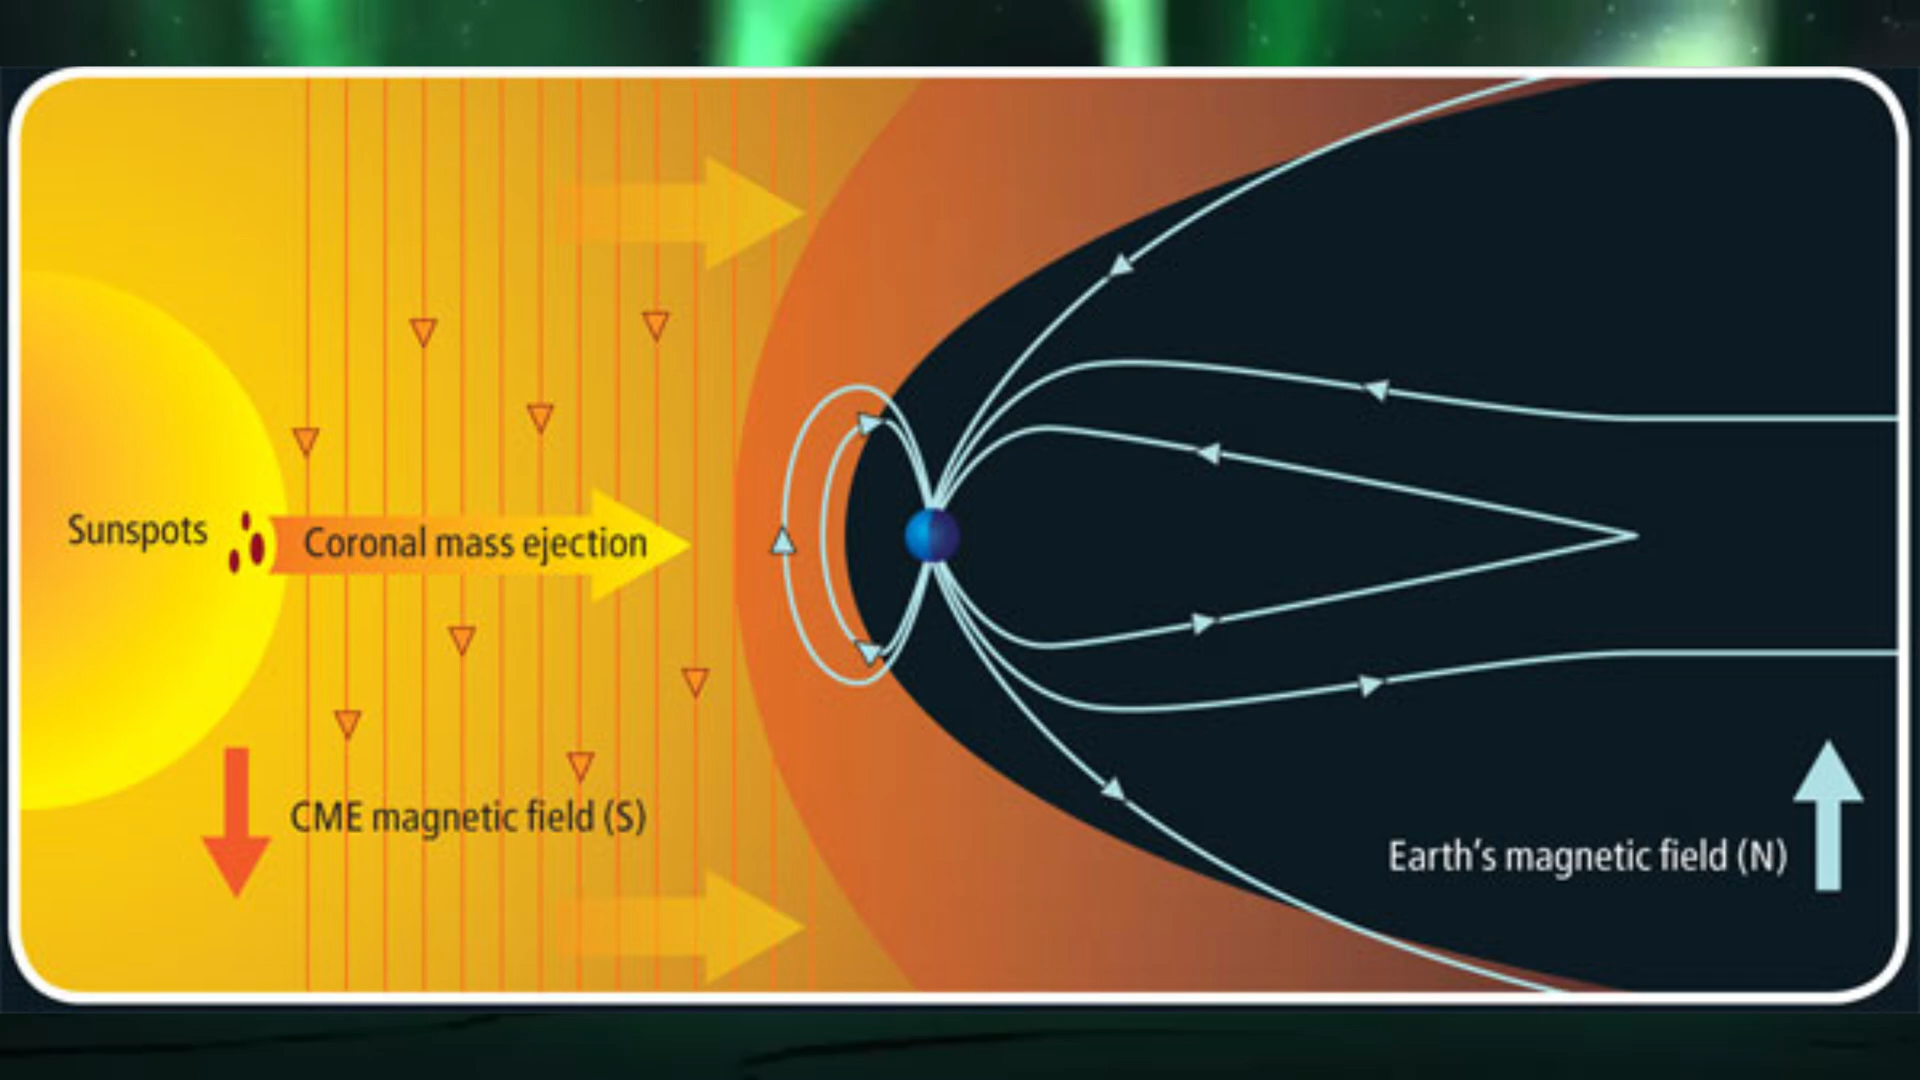 Sunspots
Coronal mass ejection
CME magnetic field (S)
Earth's magnetic field (N)